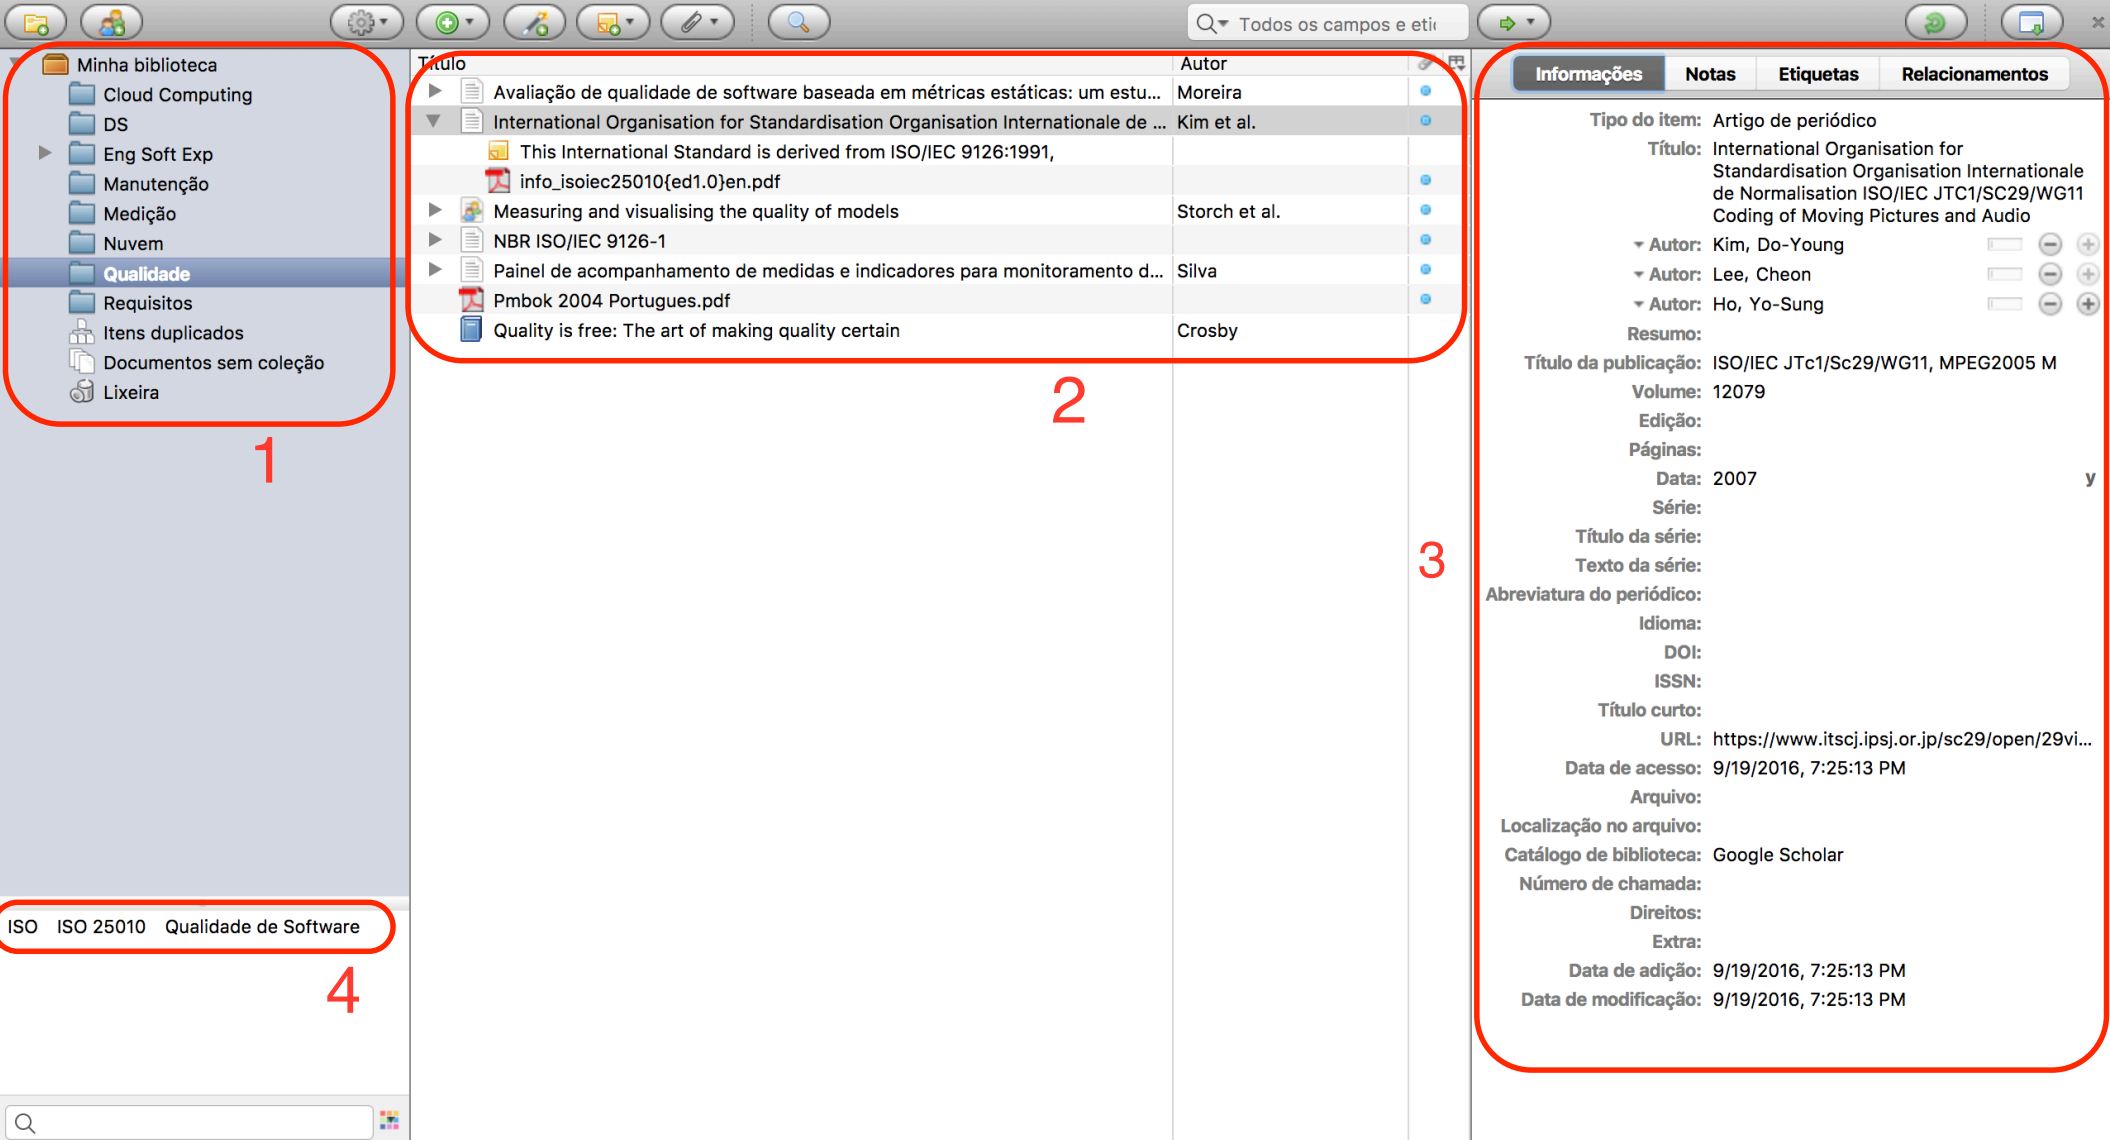 Todos os campos e etic
Minha biblioteca
Cloud Computing
DS
Eng Soft Exp
Manutenção
Medição
Nuvem
Qualidade
Requisitos
Itens duplicados
Documentos sem coleção
Lixeira
1
ISO ISO 25010 Qualidade de Software
4
Título Autor
Avaliação de qualidade de software baseada em métricas estáticas: um estu... Moreira
International Organisation for Standardisation Organisation Internationale de ... Kim et al.
This International Standard is derived from ISO/IEC 9126:1991,
info_isoiec25010{ed1.0}en.pdf
Measuring and visualising the quality of models Storch et al.
NBR ISO/IEC 9126-1
Painel de acompanhamento de medidas e indicadores para monitoramento d... Silva
Pmbok 2004 Portugues.pdf
Quality is free: The art of making quality certain Crosby
2
3
Informações Notas Etiquetas Relacionamentos
Tipo do item: Artigo de periódico
Título: International Organisation for
Standardisation Organisation Internationale
de Normalisation ISO/IEC JTC1/SC29/WG11
Coding of Moving Pictures and Audio
Autor: Kim, Do-Young
Autor: Lee, Cheon
Autor: Ho, Yo-Sung
Resumo:
Título da publicação: ISO/IEC JTc1/Sc29/WG11, MPEG2005 M
Volume: 12079
Edição:
Páginas:
Data: 2007 y
Série:
Título da série:
Texto da série:
Abreviatura do periódico:
Idioma:
DOI:
ISSN:
Título curto:
URL: https://www.itscj.ipsj.or.jp/sc29/open/29vi...
Data de acesso: 9/19/2016, 7:25:13 PM
Arquivo:
Localização no arquivo:
Catálogo de biblioteca: Google Scholar
Número de chamada:
Direitos:
Extra:
Data de adição: 9/19/2016, 7:25:13 PM
Data de modificação: 9/19/2016, 7:25:13 PM